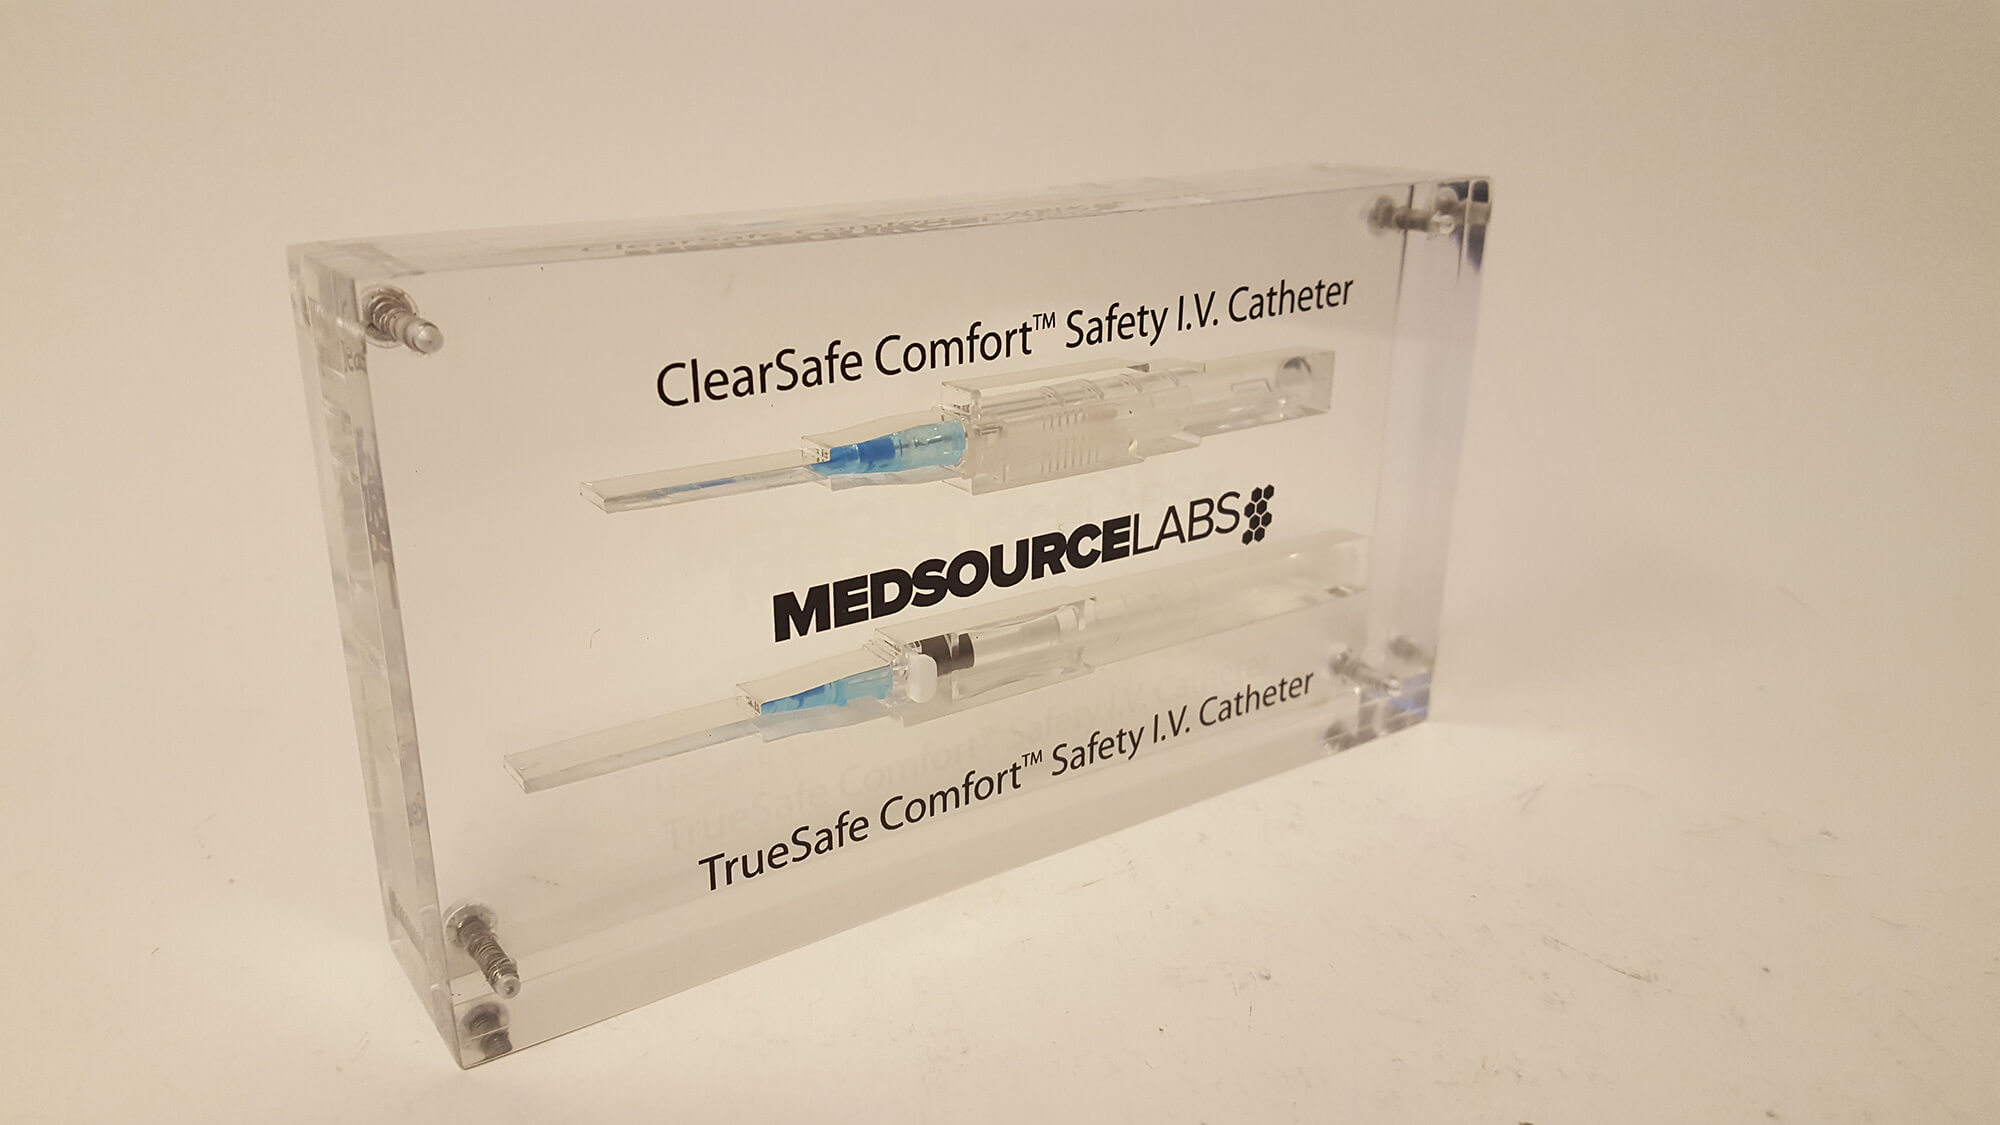 ClearSafe Comfort™ Safety I.V. Catheter
MEDSOURCELABS
TrueSafe Comfort™ Safety I.V. Catheter